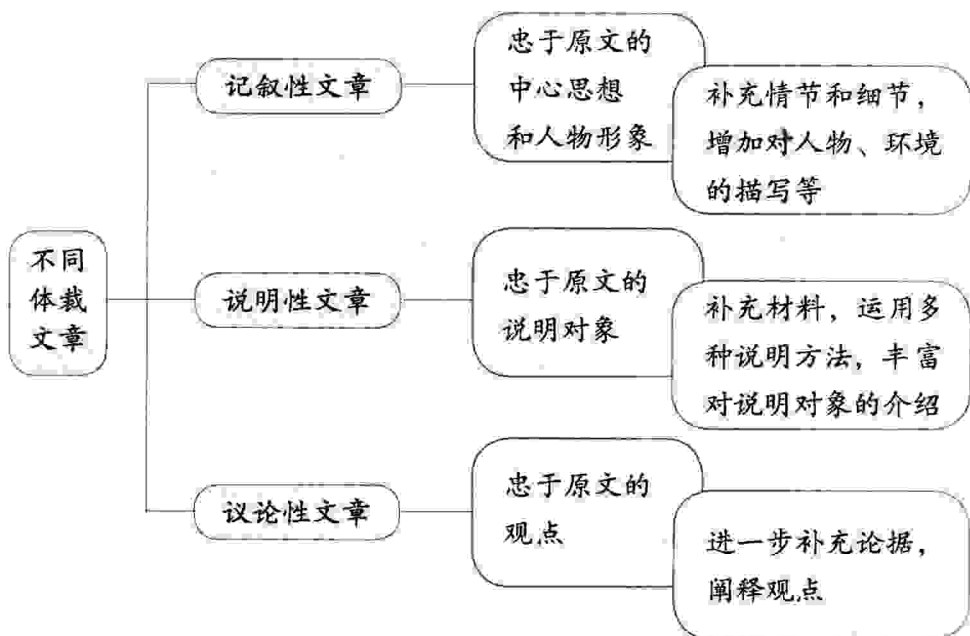 不同
体裁
文章
记叙性文章
忠于原文的
中心思想
和人物形象
补充情节和细节，
增加对人物、环境
的描写等
说明性文章
忠于原文的
说明对象
补充材料，运用多
种说明方法，丰富
对说明对象的介绍
议论性文章
忠于原文的
观点
进一步补充论据，
阐释观点